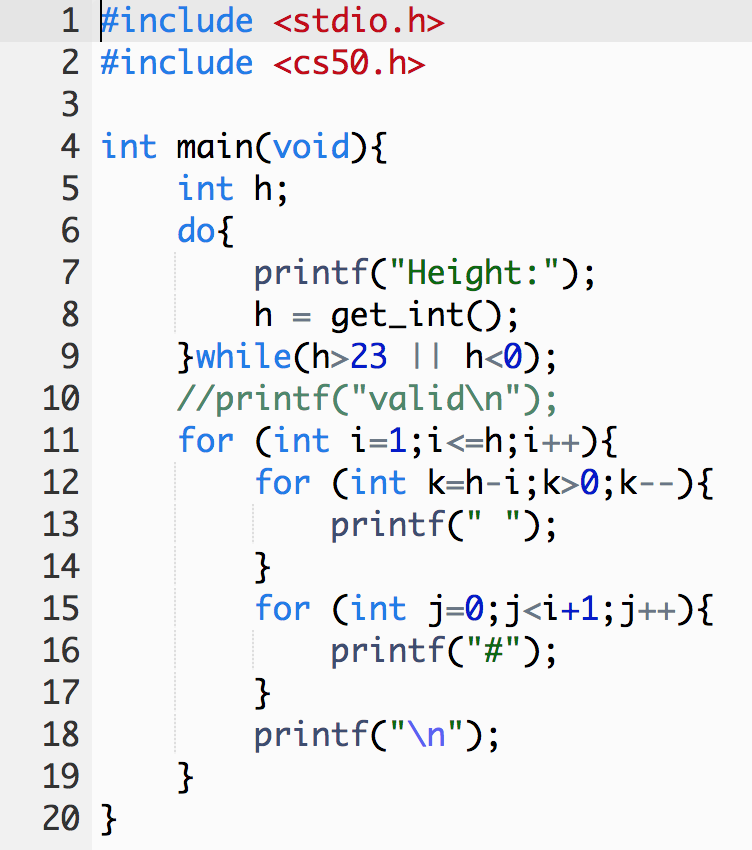 1 #include <stdio.h>
2 #include <cs50.h>
3
4 int main(void){
5     int h;
6     do{
7         printf("Height:");
8         h = get_int();
9     }while(h>23 || h<0);
10     //printf("valid\n");
11     for (int i=1;i<=h;i++){
12         for (int k=h-i;k>0;k--){
13             printf(" ");
14         }
15         for (int j=0;j<i+1;j++){
16             printf("#");
17         }
18         printf("\n");
19     }
20 }